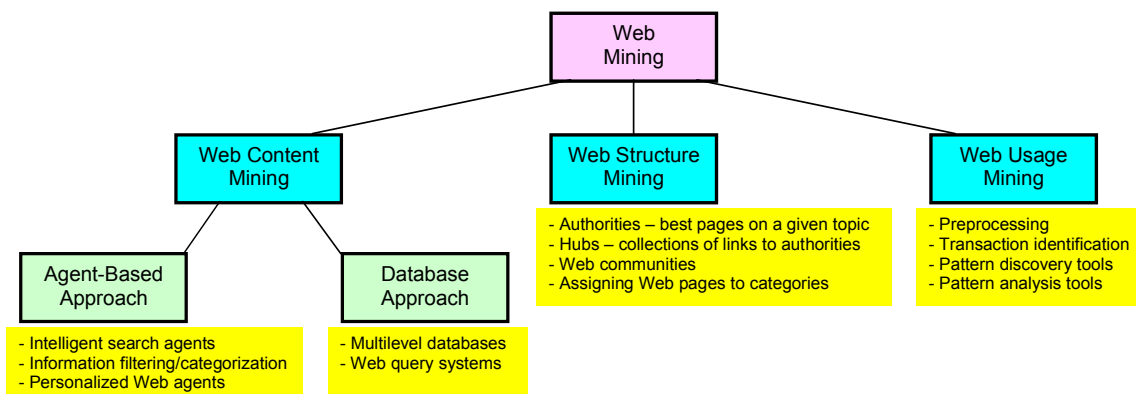 Web
Mining
Web Content
Mining
Web Structure
Mining
Web Usage
Mining
- Authorities – best pages on a given topic
- Hubs – collections of links to authorities
- Web communities
- Assigning Web pages to categories
- Preprocessing
- Transaction identification
- Pattern discovery tools
- Pattern analysis tools
Agent-Based
Approach
Database
Approach
- Intelligent search agents
- Information filtering/categorization
- Personalized Web agents
- Multilevel databases
- Web query systems